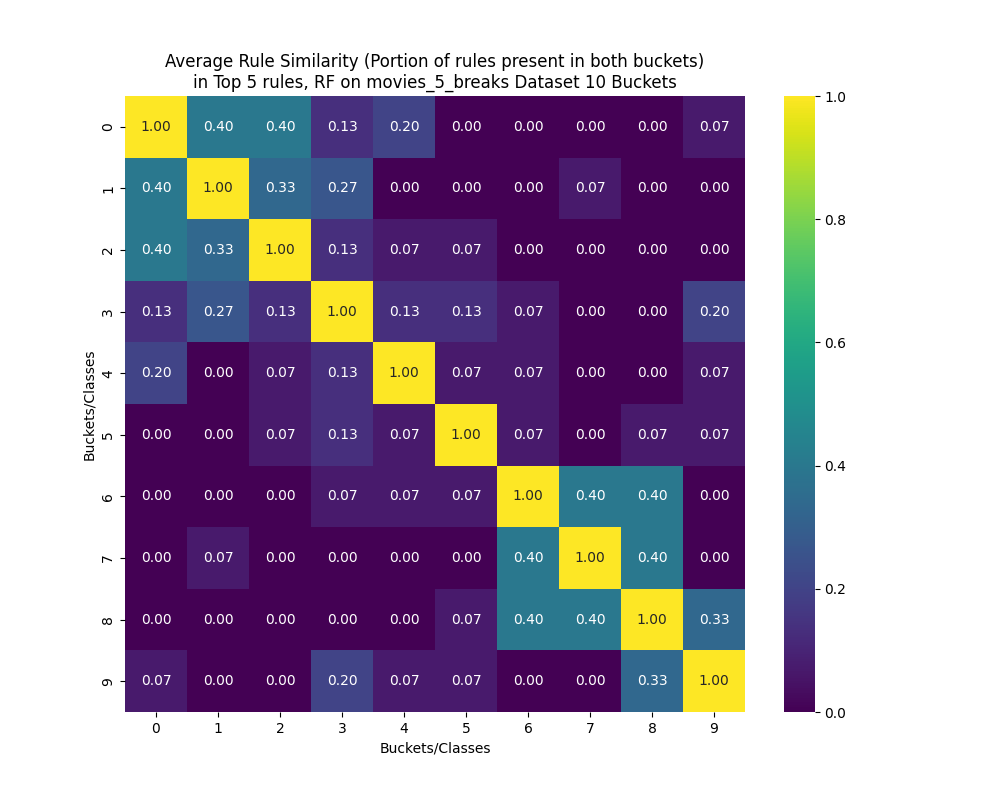 Average Rule Similarity (Portion of rules present in both buckets)
in Top 5 rules, RF on movies_5_breaks Dataset 10 Buckets
0 1.00 0.40 0.40 0.13 0.20 0.00 0.00 0.00 0.00 0.07
1 0.40 1.00 0.33 0.27 0.00 0.00 0.00 0.07 0.00 0.00
2 0.40 0.33 1.00 0.13 0.07 0.07 0.00 0.00 0.00 0.00
3 0.13 0.27 0.13 1.00 0.13 0.13 0.07 0.00 0.00 0.20
4 0.20 0.00 0.07 0.13 1.00 0.07 0.07 0.00 0.00 0.07
5 0.00 0.00 0.07 0.13 0.07 1.00 0.07 0.00 0.07 0.07
6 0.00 0.00 0.00 0.07 0.07 0.07 1.00 0.40 0.40 0.00
7 0.00 0.07 0.00 0.00 0.00 0.00 0.40 1.00 0.40 0.00
8 0.00 0.00 0.00 0.00 0.00 0.07 0.40 0.40 1.00 0.33
9 0.07 0.00 0.00 0.20 0.07 0.07 0.00 0.00 0.33 1.00
0 1 2 3 4 5 6 7 8 9
Buckets/Classes
Buckets/Classes
1.0
0.8
0.6
0.4
0.2
0.0